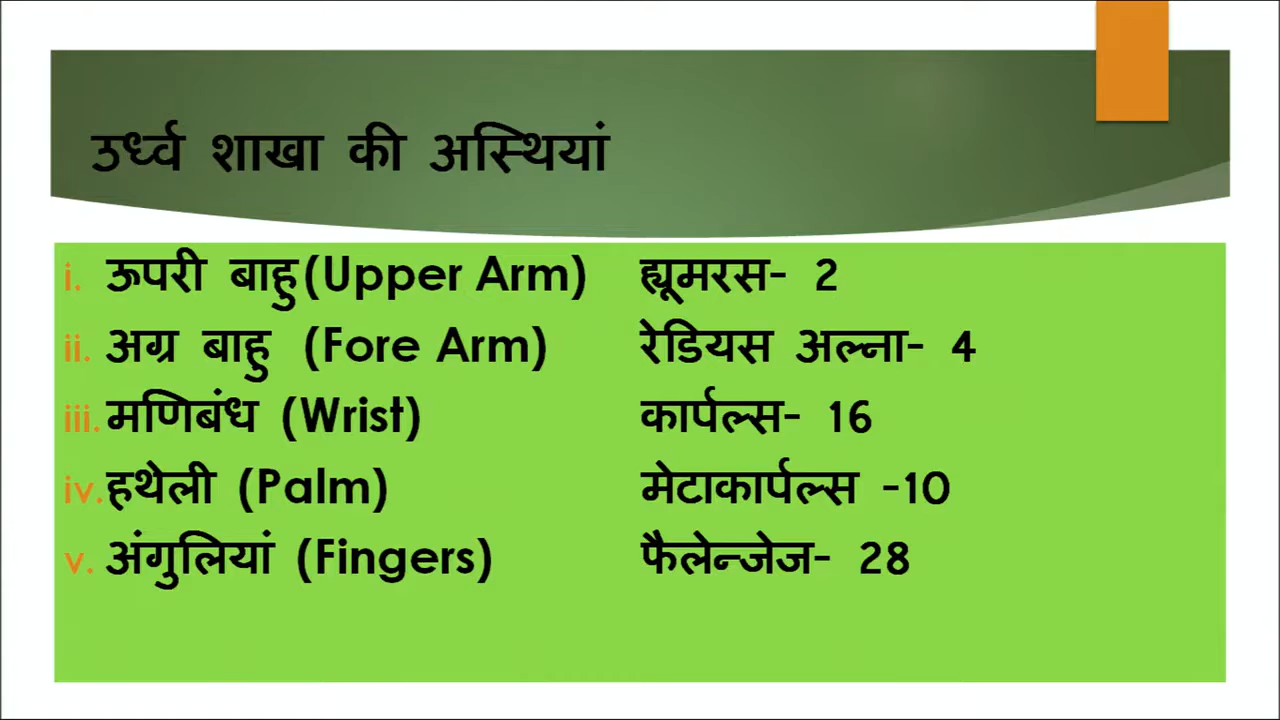 उर्ध्व शाखा की अस्थियां
i. ऊपरी बाहु(Upper Arm) ह्यूमरस- 2
ii. अग्र बाहु (Fore Arm) रेडियस अल्ना- 4
iii. मणिबंध (Wrist) कार्पल्स- 16
iv. हथेली (Palm) मेटाकार्पल्स -10
v. अंगुलियां (Fingers) फैलेन्जेज- 28